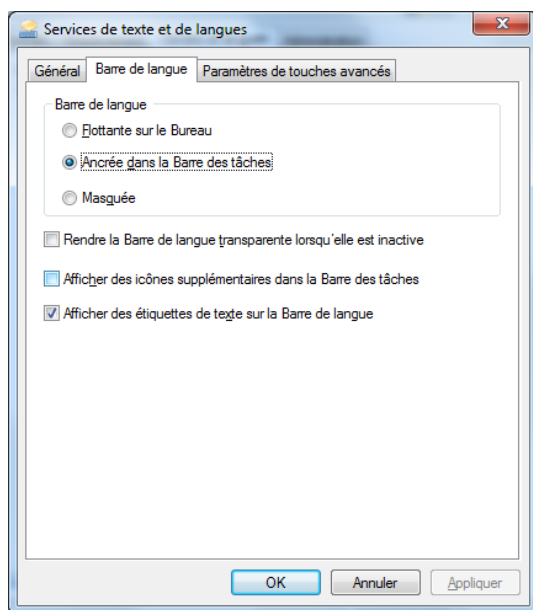 Services de texte et de langues
Général
Barre de langue
Paramètres de touches avancés
Barre de langue
Flottante sur le Bureau
Ancrée dans la Barre des tâches
Masquée
Rendre la Barre de langue transparente lorsqu'elle est inactive
Afficher des icônes supplémentaires dans la Barre des tâches
Afficher des étiquettes de texte sur la Barre de langue
OK
Annuler
Appliquer